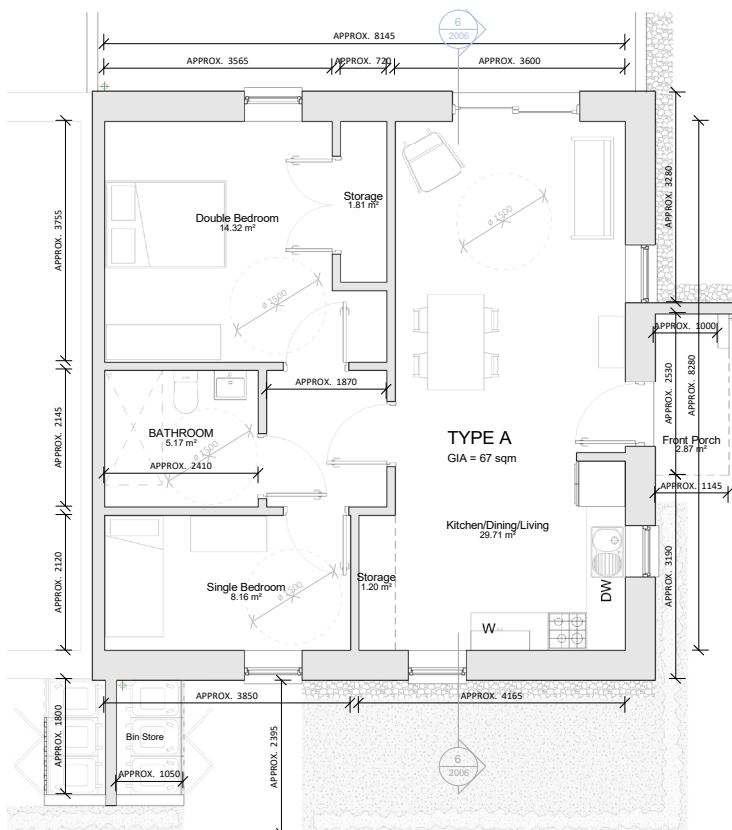 6
2006
APPROX. 8145
APPROX. 3565
APPROX. 720
APPROX. 3600
Storage
1.81 m²
Double Bedroom
14.32 m²
APPROX. 3755
APPROX. 3280
ø 1500
ø 1500
APPROX. 1000
APPROX. 1870
APPROX. 2530
APPROX. 8280
APPROX. 2145
BATHROOM
5.17 m²
ø 1500
APPROX. 2410
TYPE A
GIA = 67 sqm
Front Porch
2.87 m²
APPROX. 1145
Kitchen/Dining/Living
29.71 m²
APPROX. 2120
Single Bedroom
8.16 m²
ø 1500
Storage
1.20 m²
DW
APPROX. 3190
W
APPROX. 3850
APPROX. 4165
APPROX. 1800
Bin Store
APPROX. 1050
APPROX. 2395
6
2006